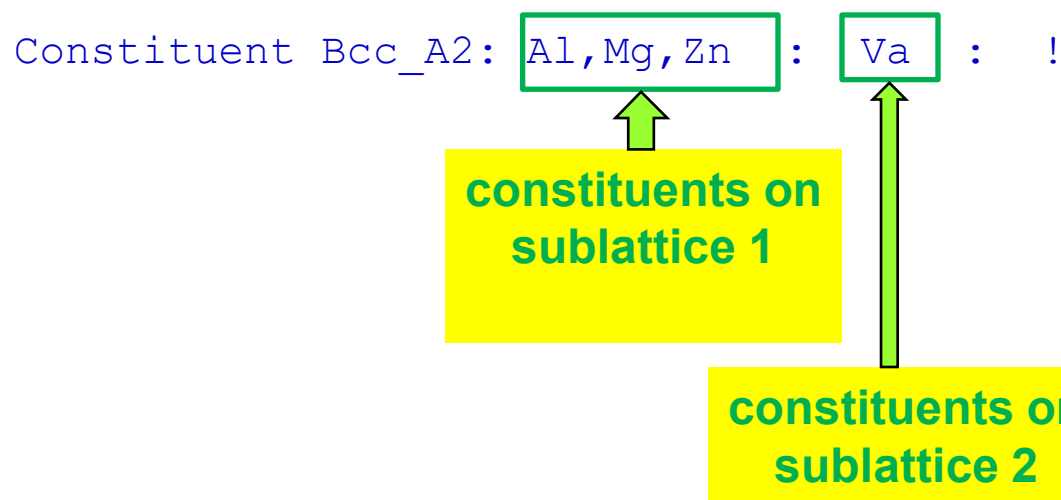 Constituent Bcc_A2: Al,Mg,Zn : Va : !
constituents on
sublattice 1
constituents on
sublattice 2